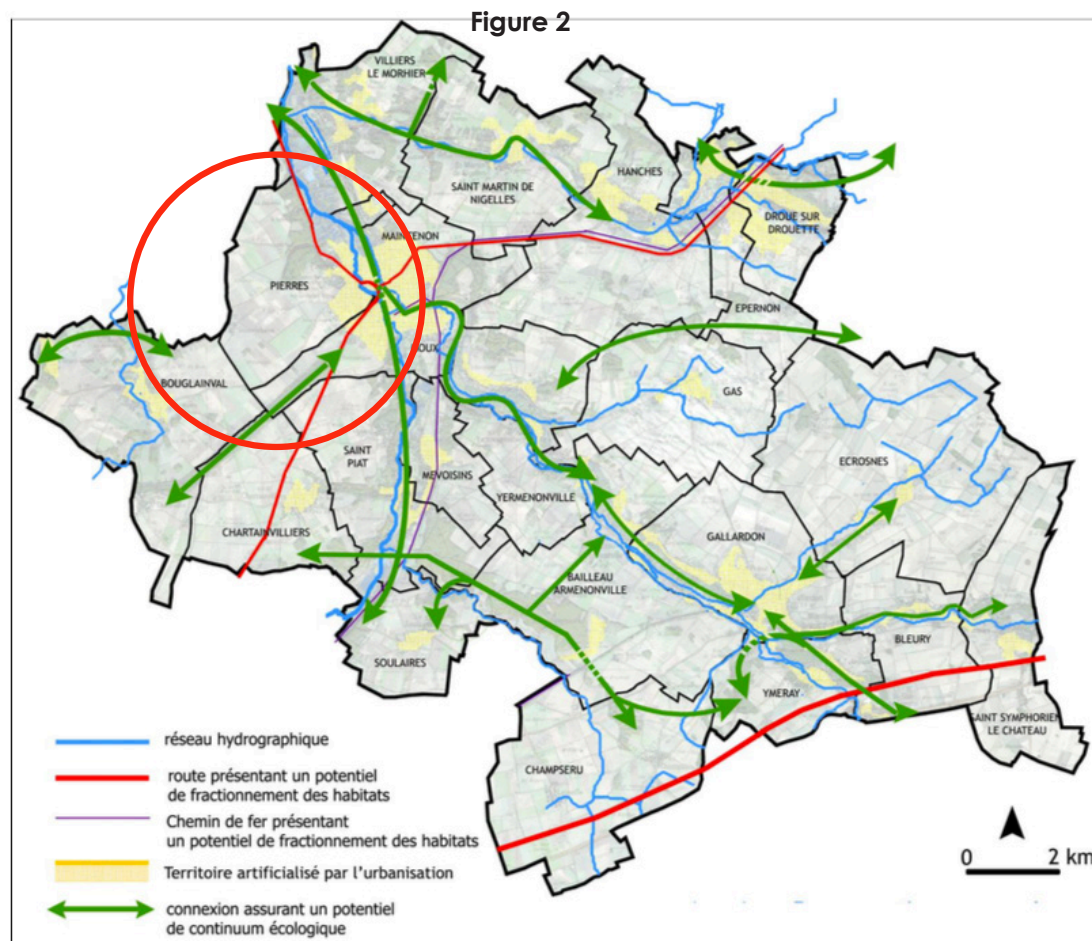 Figure 2
VILLIERS
LE MORHIER
HANCHES
SAINT MARTIN DE
NIGELLES
DROUE SUR
DROUETTE
MAINTENON
PIERRES
EPERNON
BOUGLAINVAL
GAS
SAINT
PIAT
ECROSNES
MEVOISINS
YERMENONVILLE
CHARTAINVILLIERS
GALLARDON
BAILLEAU
ARMENONVILLE
BLEURY
SOULAIRES
YMERAY
SAINT SYMPHORIEN
LE CHATEAU
CHAMPSERU
réseau hydrographique
route présentant un potentiel
de fractionnement des habitats
Chemin de fer présentant
un potentiel de fractionnement des habitats
Territoire artificialisé par l'urbanisation
connexion assurant un potentiel
de continuum écologique
0 2 km